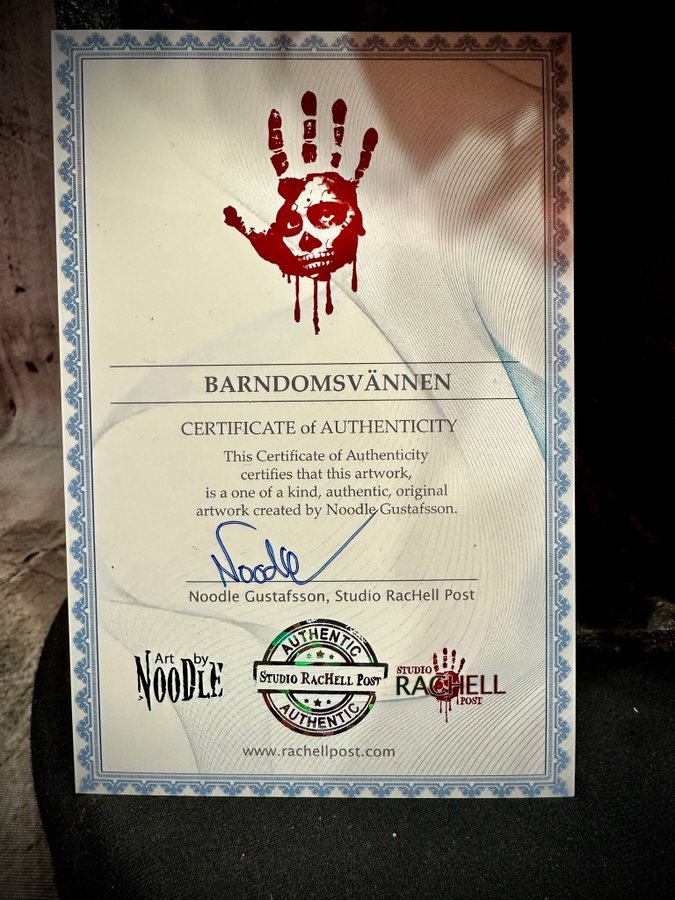 BARNDOMSVÄNNEN
CERTIFICATE of AUTHENTICITY
This Certificate of Authenticity
certifies that this artwork,
is a one of a kind, authentic, original
artwork created by Noodle Gustafsson.
Noodle
Noodle Gustafsson, Studio RacHell Post
Art by
NOODLE
AUTHENTIC
STUDIO RACHELL POST
AUTHENTIC
STUDIO
RACHELL
POST
www.rachellpost.com